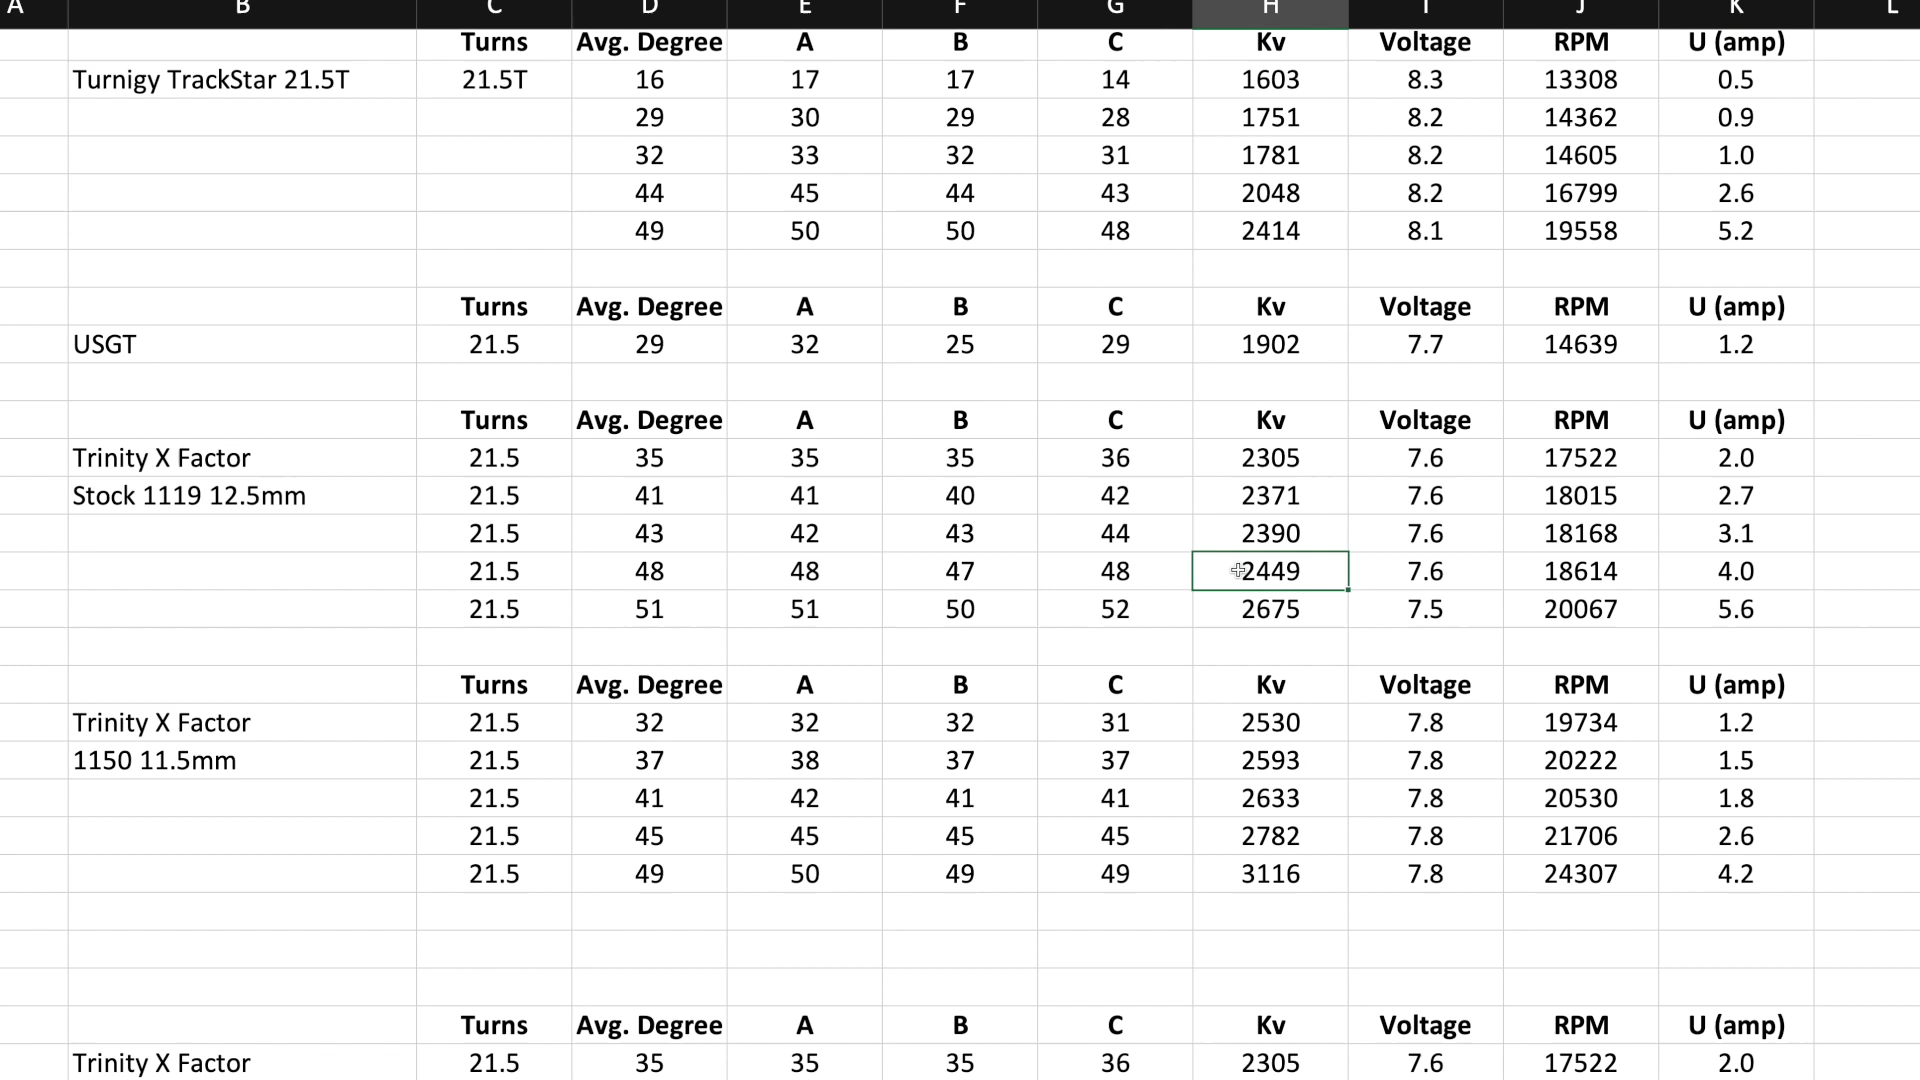 A B C D E F G H I J K L
Turns Avg. Degree A B C Kv Voltage RPM U (amp)
Turnigy TrackStar 21.5T 21.5T 16 17 17 14 1603 8.3 13308 0.5
29 30 29 28 1751 8.2 14362 0.9
32 33 32 31 1781 8.2 14605 1.0
44 45 44 43 2048 8.2 16799 2.6
49 50 50 48 2414 8.1 19558 5.2
Turns Avg. Degree A B C Kv Voltage RPM U (amp)
USGT 21.5 29 32 25 29 1902 7.7 14639 1.2
Turns Avg. Degree A B C Kv Voltage RPM U (amp)
Trinity X Factor 21.5 35 35 35 36 2305 7.6 17522 2.0
Stock 1119 12.5mm 21.5 41 41 40 42 2371 7.6 18015 2.7
21.5 43 42 43 44 2390 7.6 18168 3.1
21.5 48 48 47 48 2449 7.6 18614 4.0
21.5 51 51 50 52 2675 7.5 20067 5.6
Turns Avg. Degree A B C Kv Voltage RPM U (amp)
Trinity X Factor 21.5 32 32 32 31 2530 7.8 19734 1.2
1150 11.5mm 21.5 37 38 37 37 2593 7.8 20222 1.5
21.5 41 42 41 41 2633 7.8 20530 1.8
21.5 45 45 45 45 2782 7.8 21706 2.6
21.5 49 50 49 49 3116 7.8 24307 4.2
Turns Avg. Degree A B C Kv Voltage RPM U (amp)
Trinity X Factor 21.5 35 35 35 36 2305 7.6 17522 2.0